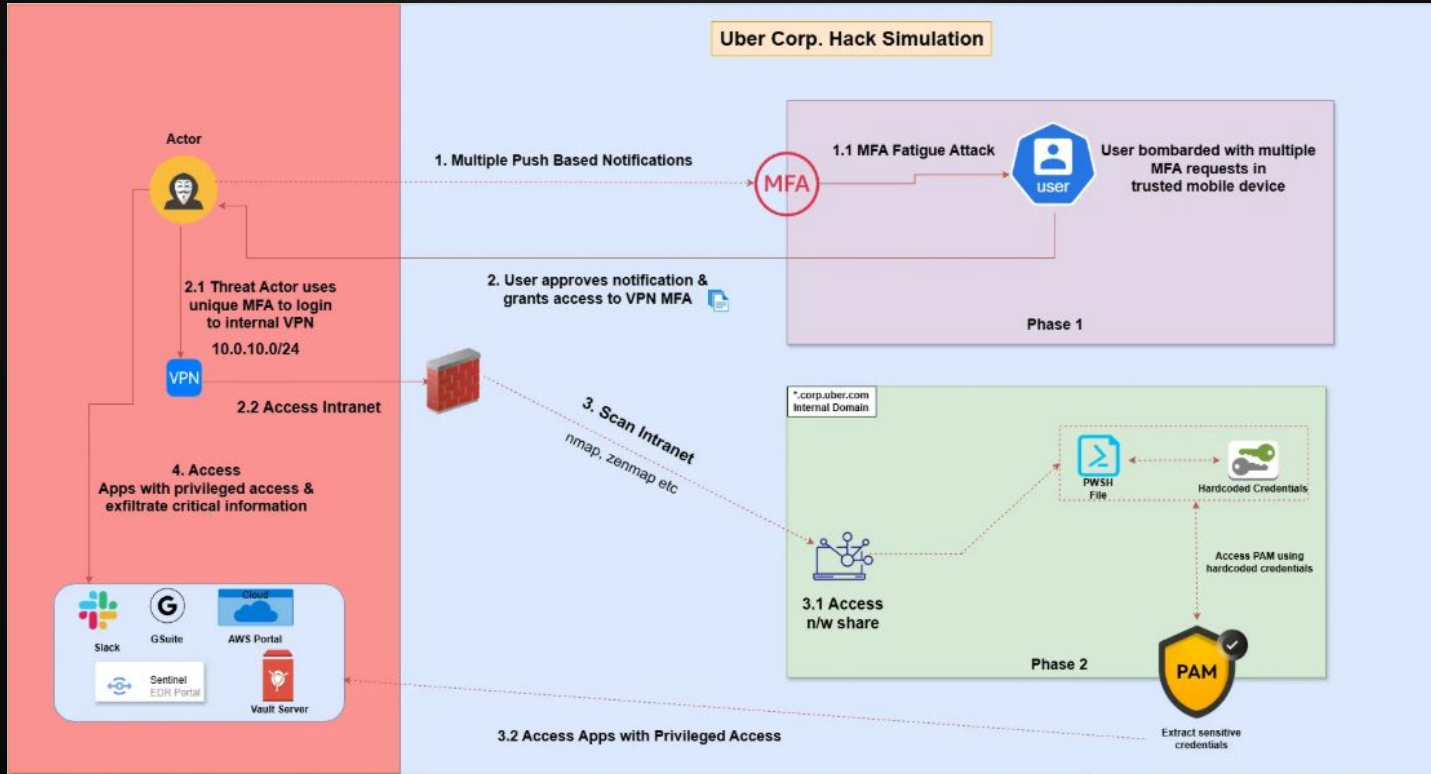 Uber Corp. Hack Simulation
Actor
1. Multiple Push Based Notifications
MFA
1.1 MFA Fatigue Attack
user
User bombarded with multiple
MFA requests in
trusted mobile device
2. User approves notification &
grants access to VPN MFA
Phase 1
2.1 Threat Actor uses
unique MFA to login
to internal VPN
10.0.10.0/24
VPN
2.2 Access Intranet
3. Scan Intranet
nmap, zenmap etc
*.corp.uber.com
Internal Domain
PWSH
File
Hardcoded Credentials
Access PAM using
hardcoded credentials
3.1 Access
n/w share
Phase 2
PAM
Extract sensitive
credentials
3.2 Access Apps with Privileged Access
4. Access
Apps with privileged access &
exfiltrate critical information
Slack
G
GSuite
Cloud
AWS Portal
Sentinel
EDR Portal
Vault Server